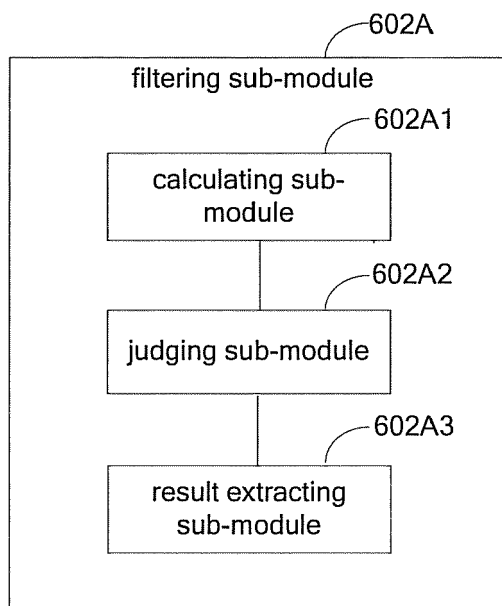 602A
filtering sub-module
602A1
calculating sub-
module
602A2
judging sub-module
602A3
result extracting
sub-module